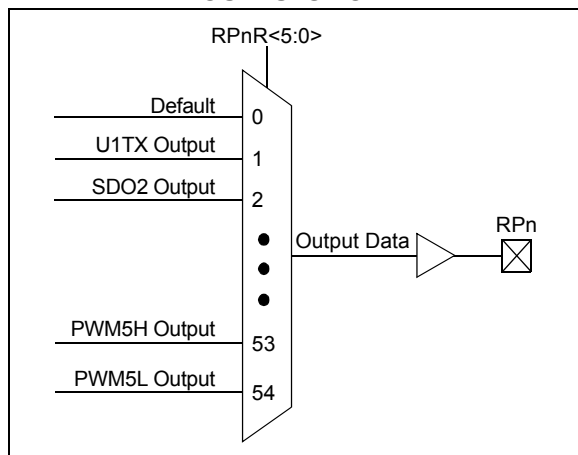 RPnR<5:0>
Default
0
U1TX Output
1
SDO2 Output
2
Output Data
RPn
PWM5H Output
53
PWM5L Output
54